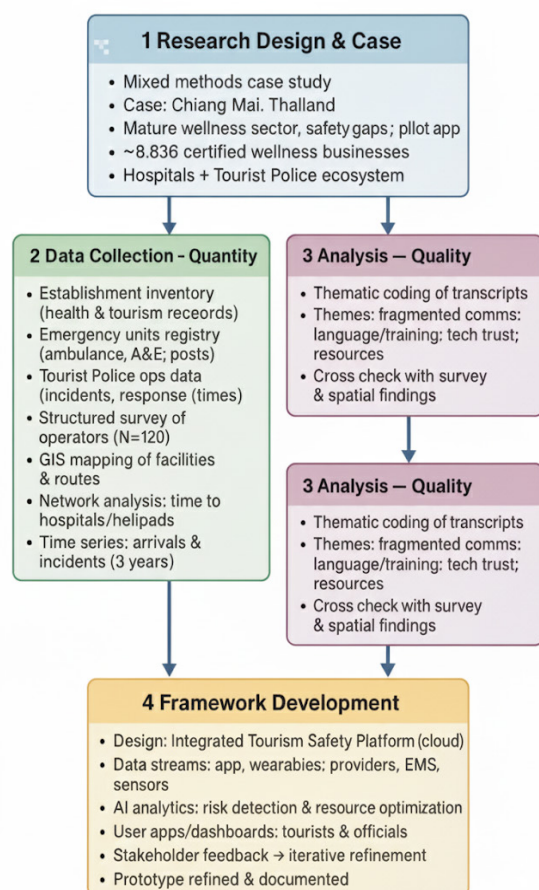 1 Research Design & Case
• Mixed methods case study
• Case: Chiang Mai. Thalland
• Mature wellness sector, safety gaps; pllot app
• ~8.836 certified wellness businesses
• Hospitals + Tourist Police ecosystem
2 Data Collection - Quantity
• Establishment inventory
(health & tourism receords)
• Emergency units registry
(ambulance, A&E; posts)
• Tourist Police ops data
(incidents, response (times)
• Structured survey of
operators (N=120)
• GIS mapping of facilities
& routes
• Network analysis: time to
hospitals/helipads
• Time series: arrivals &
incidents (3 years)
3 Analysis — Quality
• Thematic coding of transcripts
• Themes: fragmented comms:
language/training: tech trust;
resources
• Cross check with survey
& spatial findings
3 Analysis — Quality
• Thematic coding of transcripts
• Themes: fragmented comms:
language/training: tech trust;
resources
• Cross check with survey
& spatial findings
4 Framework Development
• Design: Integrated Tourism Safety Platform (cloud)
• Data streams: app, wearabies; providers, EMS,
sensors
• AI analytics: risk detection & resource optimization
• User apps/dashboards: tourists & officials
• Stakeholder feedback → iterative refinement
• Prototype refined & documented